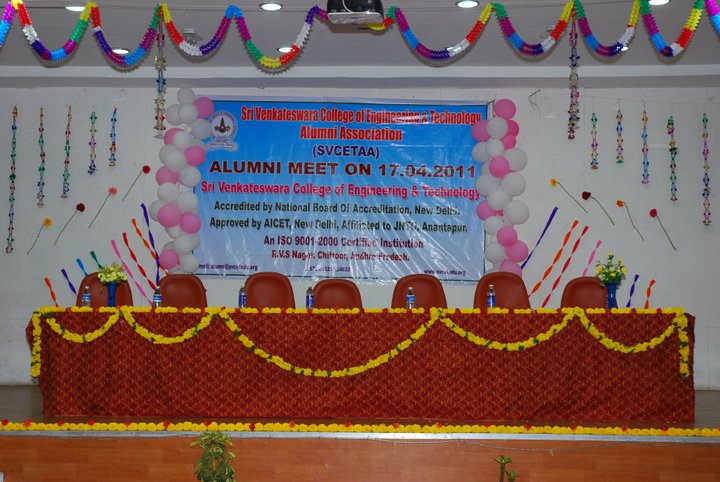 Sri Venkateswara College of Engineering & Technology
Alumni Association
(SVCETAA)
ALUMNI MEET ON 17.04.2011
Sri Venkateswara College of Engineering & Technology
Accredited by National Board Of Accreditation, New Delhi.
Approved by AICET, New Delhi, Affilicted to JNTU, Anantapur.
An ISO 9001-2000 Certified Institution
R.V.S Nagar, Chittoor, Andhra Pradesh.